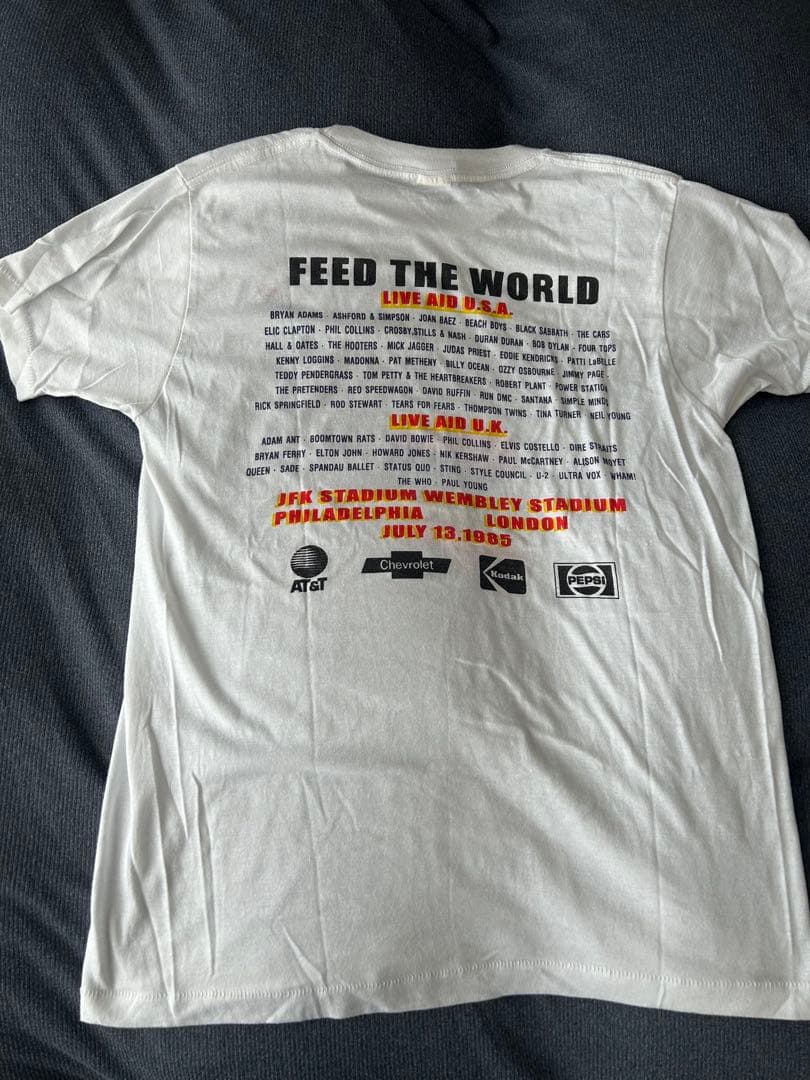 FEED THE WORLD
LIVE AID U.S.A.
BRYAN ADAMS · ASHFORD & SIMPSON · JOAN BAEZ · BEACH BOYS · BLACK SABBATH · THE CARS
ELIC CLAPTON · PHIL COLLINS · CROSBY,STILLS & NASH · DURAN DURAN · BOB DYLAN · FOUR TOPS
HALL & OATES · THE HOOTERS · MICK JAGGER · JUDAS PRIEST · EDDIE KENDRICKS · PATTI LaBELLE
KENNY LOGGINS · MADONNA · PAT METHENY · BILLY OCEAN · OZZY OSBOURNE · JIMMY PAGE ·
TEDDY PENDERGRASS · TOM PETTY & THE HEARTBREAKERS · ROBERT PLANT · POWER STATION
THE PRETENDERS · REO SPEEDWAGON · DAVID RUFFIN · RUN DMC · SANTANA · SIMPLE MINDS
RICK SPRINGFIELD · ROD STEWART · TEARS FOR FEARS · THOMPSON TWINS · TINA TURNER · NEIL YOUNG
LIVE AID U.K.
ADAM ANT · BOOMTOWN RATS · DAVID BOWIE · PHIL COLLINS · ELVIS COSTELLO · DIRE STRAITS
BRYAN FERRY · ELTON JOHN · HOWARD JONES · NIK KERSHAW · PAUL McCARTNEY · ALISON MOYET
QUEEN · SADE · SPANDAU BALLET · STATUS QUO · STING · STYLE COUNCIL · U-2 · ULTRA VOX · WHAM!
THE WHO · PAUL YOUNG
JFK STADIUM WEMBLEY STADIUM
PHILADELPHIA LONDON
JULY 13.1985
AT&T Chevrolet Kodak PEPSI